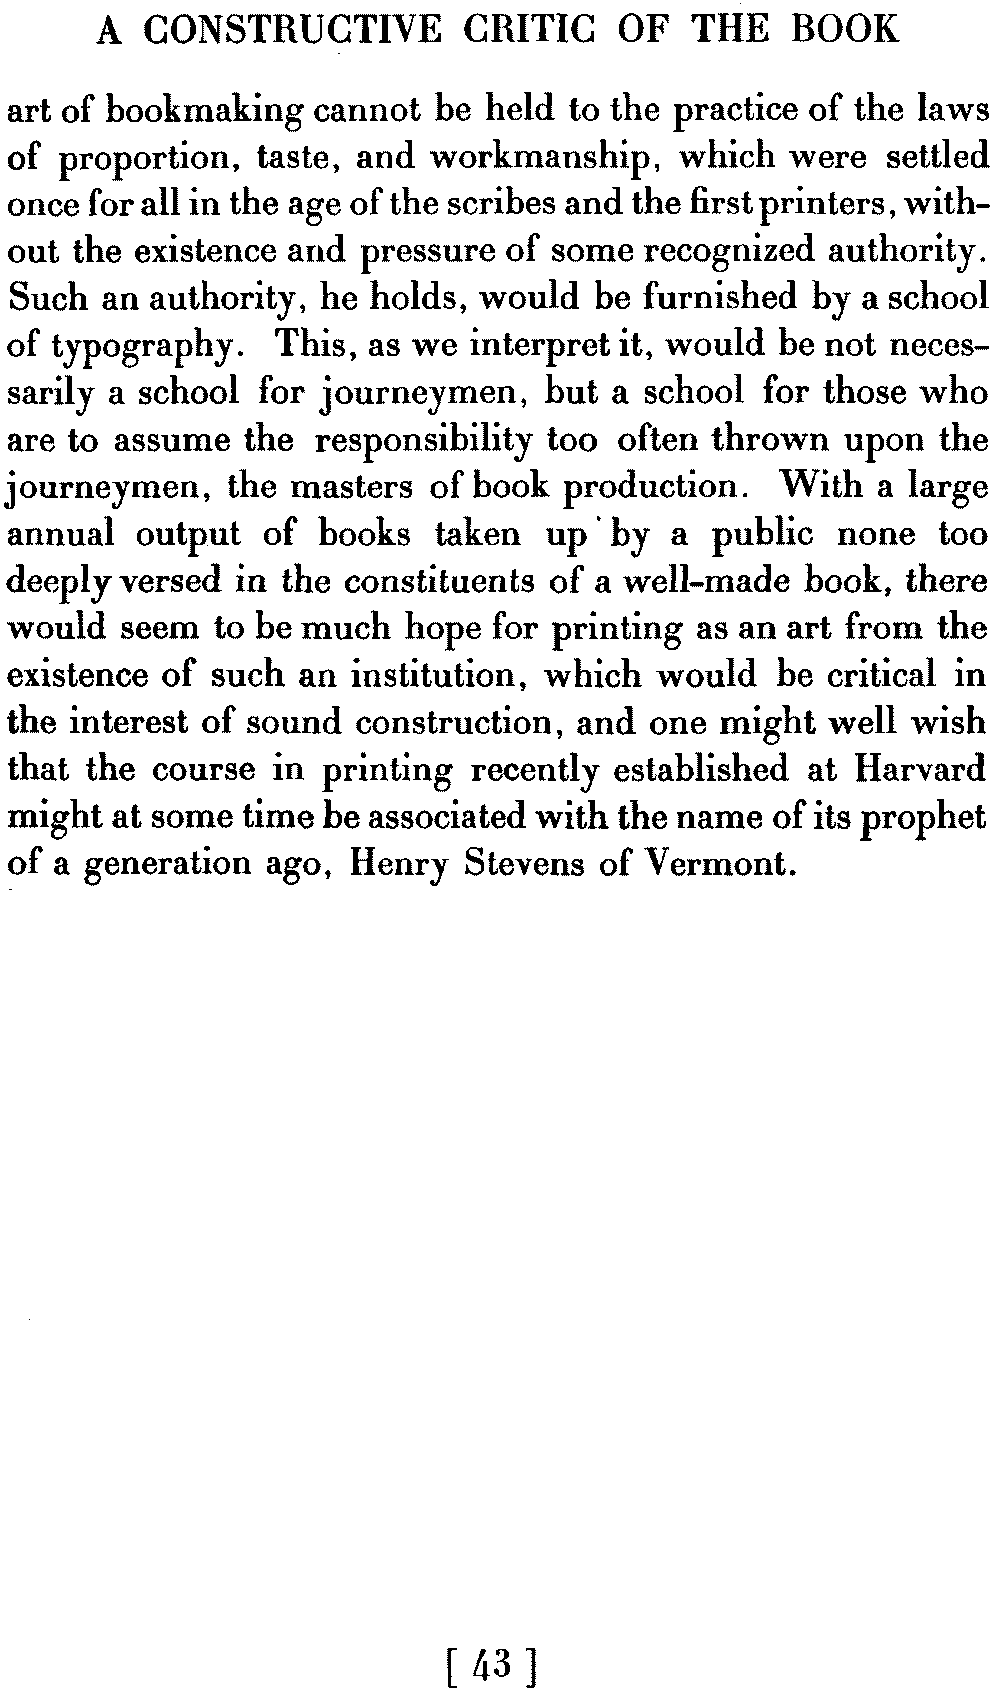 A CONSTRUCTIVE CRITIC OF THE BOOK
art of bookmaking cannot be held to the practice of the laws
of proportion, taste, and workmanship, which were settled
once for all in the age of the scribes and the first printers, with-
out the existence and pressure of some recognized authority.
Such an authority, he holds, would be furnished by a school
of typography. This, as we interpret it, would be not neces-
sarily a school for journeymen, but a school for those who
are to assume the responsibility too often thrown upon the
journeymen, the masters of book production. With a large
annual output of books taken up by a public none too
deeply versed in the constituents of a well-made book, there
would seem to be much hope for printing as an art from the
existence of such an institution, which would be critical in
the interest of sound construction, and one might well wish
that the course in printing recently established at Harvard
might at some time be associated with the name of its prophet
of a generation ago, Henry Stevens of Vermont.
[ 43 ]